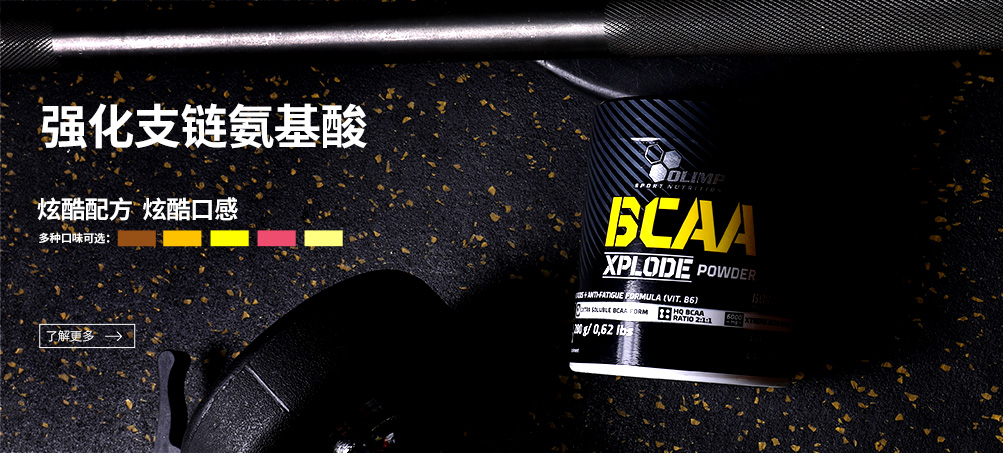 强化支链氨基酸
炫酷配方 炫酷口感
多种口味可选：
了解更多
OLIMP
SPORT NUTRITION
BCAA
XPLODE POWDER
+ ANTI-FATIGUE FORMULA (VIT. B6)
EXTRA SOLUBLE BCAA FORM
HQ BCAA
RATIO 2:1:1
6000
280 g/ 0,62 lbs